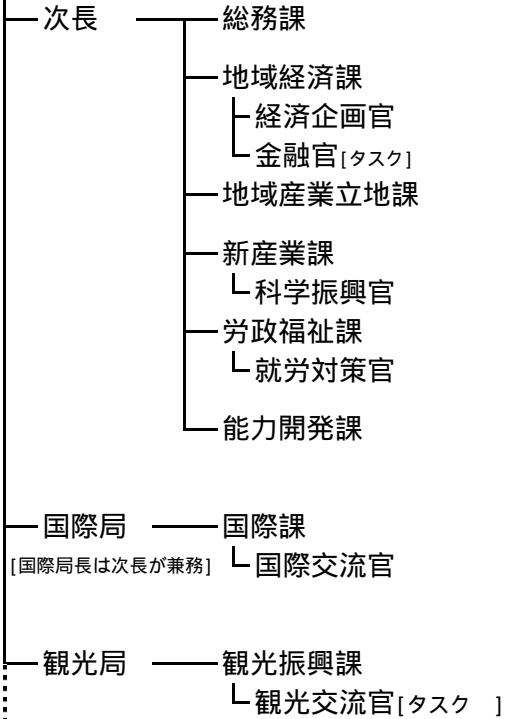 次長 総務課
地域経済課
経済企画官
金融官[タスク]
地域産業立地課
新産業課
科学振興官
労政福祉課
就労対策官
能力開発課
国際局 国際課
[国際局長は次長が兼務] 国際交流官
観光局 観光振興課
観光交流官[タスク ]